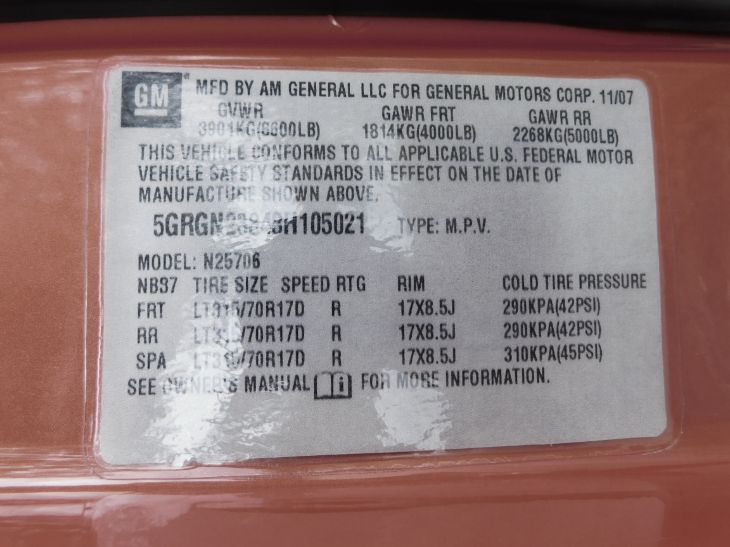 GM MFD BY AM GENERAL LLC FOR GENERAL MOTORS CORP. 11/07
GVWR GAWR FRT GAWR RR
3901KG(8600LB) 1814KG(4000LB) 2268KG(5000LB)
THIS VEHICLE CONFORMS TO ALL APPLICABLE U.S. FEDERAL MOTOR
VEHICLE SAFETY STANDARDS IN EFFECT ON THE DATE OF
MANUFACTURE SHOWN ABOVE.
TYPE: M.P.V.
MODEL: N25706
NB37 TIRE SIZE SPEED RTG RIM COLD TIRE PRESSURE
FRT LT315/70R17D R 17X8.5J 290KPA(42PSI)
RR LT315/70R17D R 17X8.5J 290KPA(42PSI)
SPA LT315/70R17D R 17X8.5J 310KPA(45PSI)
SEE OWNER'S MANUAL FOR MORE INFORMATION.